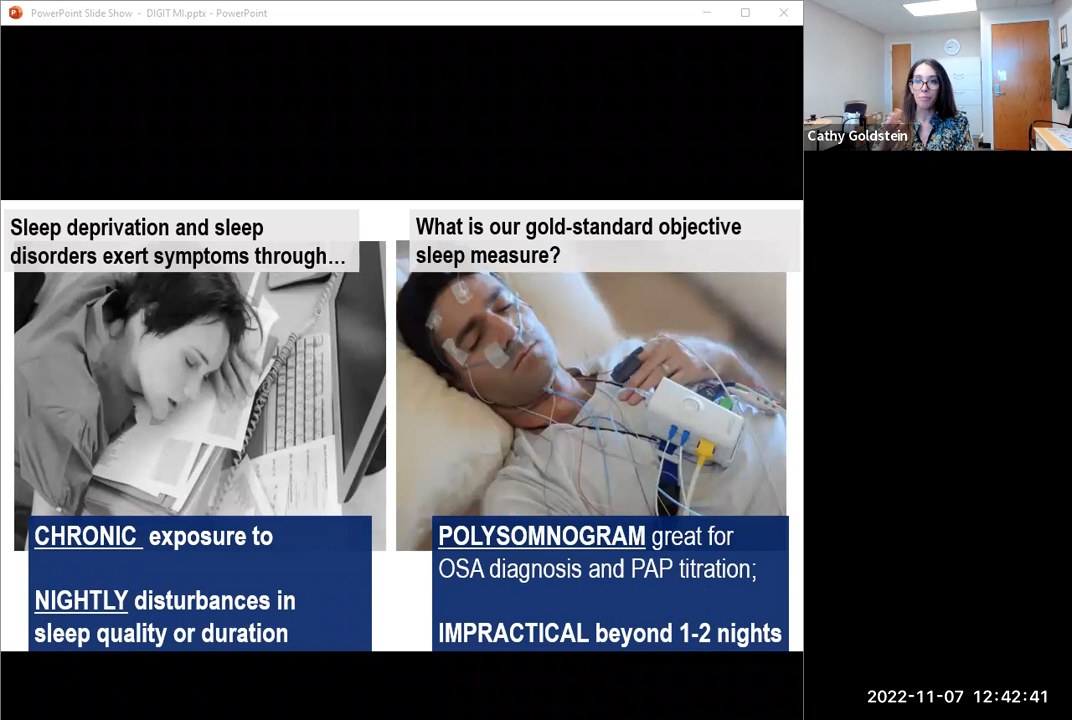 PowerPoint Slide Show - DIGIT MI.pptx - PowerPoint
Cathy Goldstein
Sleep deprivation and sleep
disorders exert symptoms through...
What is our gold-standard objective
sleep measure?
CHRONIC exposure to
NIGHTLY disturbances in
sleep quality or duration
POLYSOMNOGRAM great for
OSA diagnosis and PAP titration;
IMPRACTICAL beyond 1-2 nights
2022-11-07 12:42:41